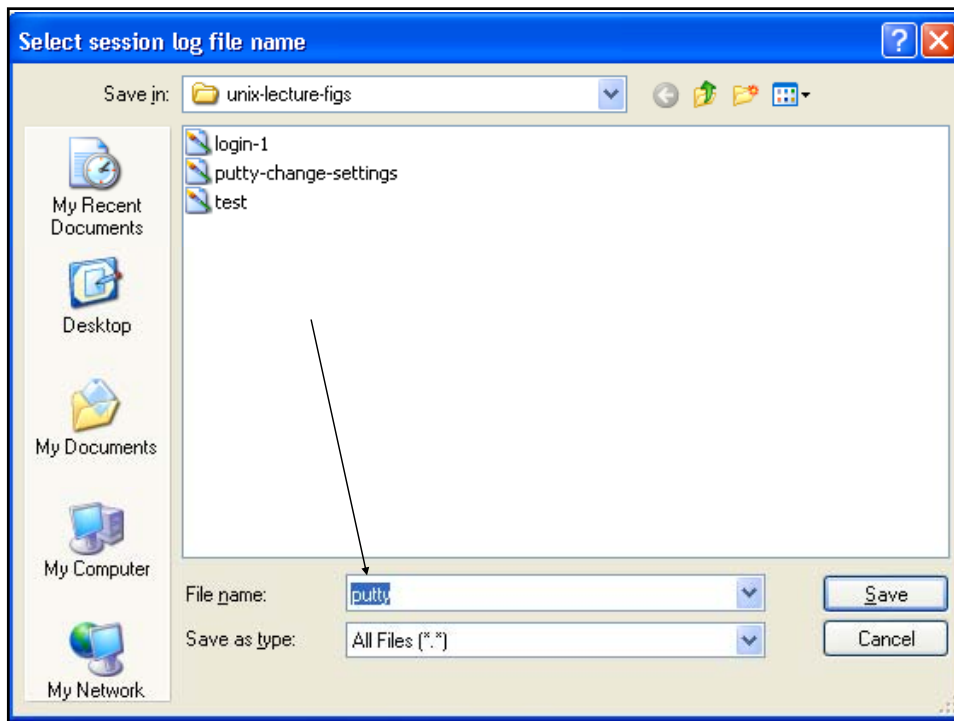 Select session log file name
Save in: unix-lecture-figs
login-1
putty-change-settings
test
My Recent
Documents
Desktop
My Documents
My Computer
My Network
File name: putty Save
Save as type: All Files (*.*) Cancel